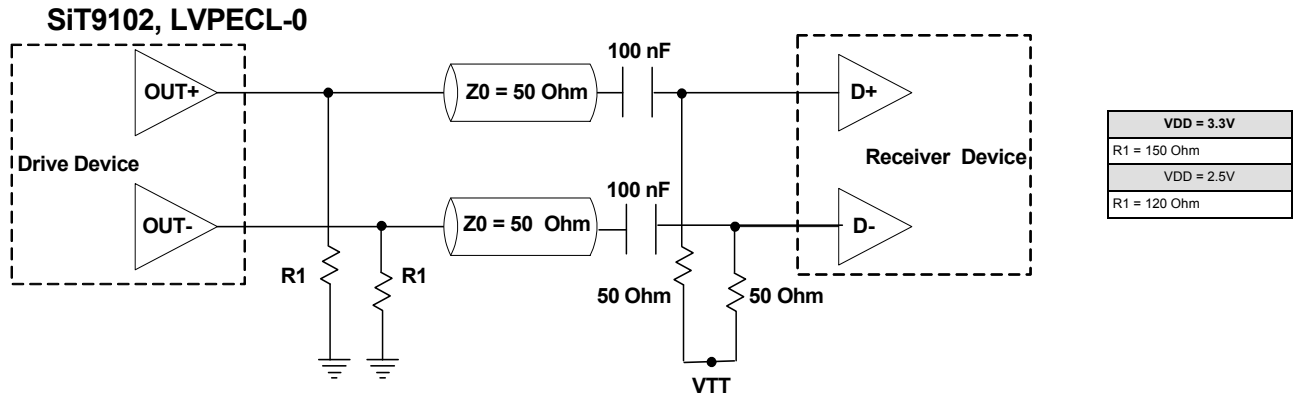 SiT9102, LVPECL-0
100 nF
OUT+
Z0 = 50 Ohm
D+
Drive Device
Receiver Device
100 nF
OUT-
Z0 = 50 Ohm
D-
R1
R1
50 Ohm
50 Ohm
VTT
VDD = 3.3V
R1 = 150 Ohm
VDD = 2.5V
R1 = 120 Ohm